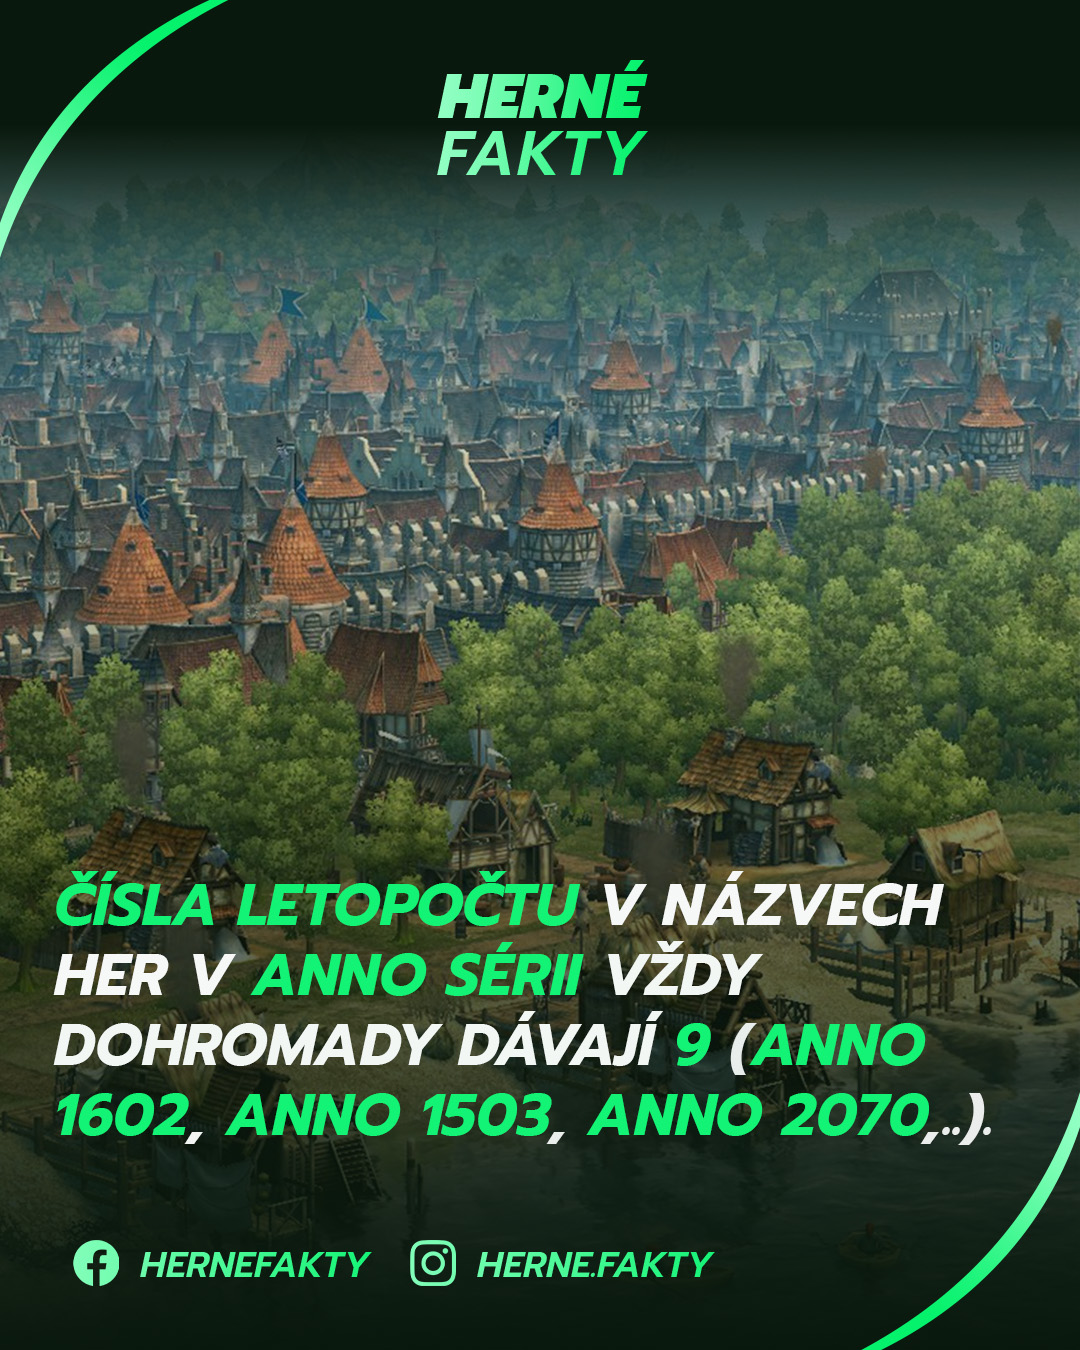 HERNÉ
FAKTY
ČÍSLA LETOPOČTU V NÁZVECH
HER V ANNO SÉRII VŽDY
DOHROMADY DÁVAJÍ 9 (ANNO
1602, ANNO 1503, ANNO 2070,..).
HERNEFAKTY HERNE.FAKTY